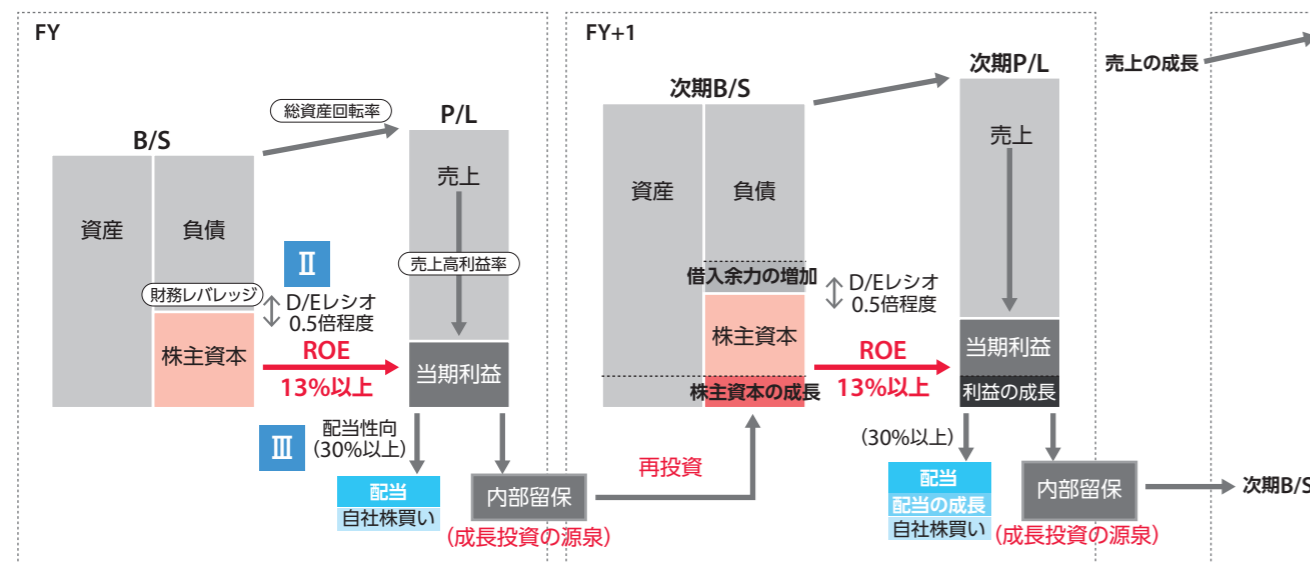 FY
B/S
総資産回転率
P/L
資産
負債
売上
Ⅱ
売上高利益率
財務レバレッジ
D/Eレシオ
0.5倍程度
株主資本
ROE
13%以上
当期利益
Ⅲ
配当性向
(30%以上)
配当
自社株買い
内部留保
(成長投資の源泉)
再投資
FY+1
次期B/S
次期P/L
資産
負債
売上
借入余力の増加
D/Eレシオ
0.5倍程度
株主資本
ROE
13%以上
当期利益
株主資本の成長
利益の成長
(30%以上)
配当
配当の成長
自社株買い
内部留保
(成長投資の源泉)
売上の成長
次期B/S